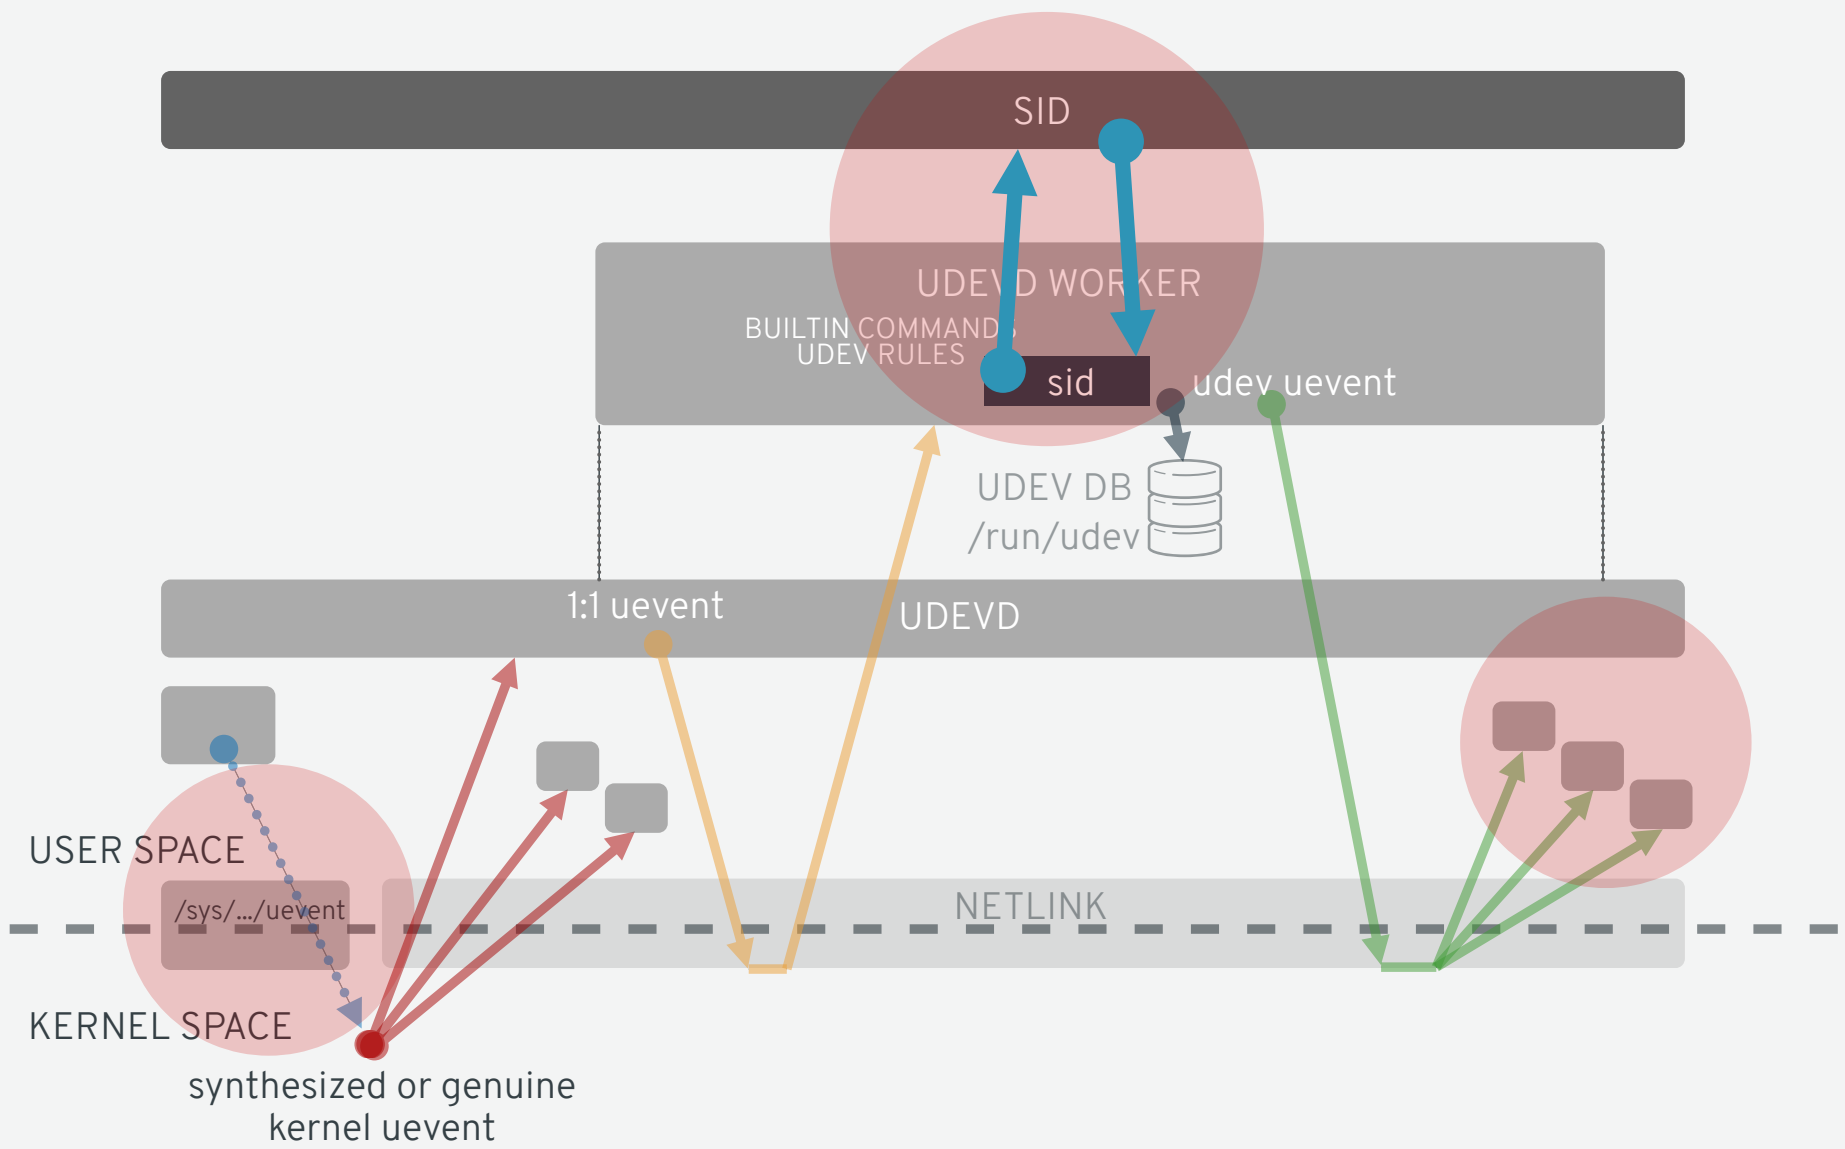 SID
UDEVD WORKER
BUILTIN COMMANDS
UDEV RULES
sid
udev uevent
UDEV DB
/run/udev
1:1 uevent
UDEVD
USER SPACE
/sys/.../uevent
NETLINK
KERNEL SPACE
synthesized or genuine
kernel uevent